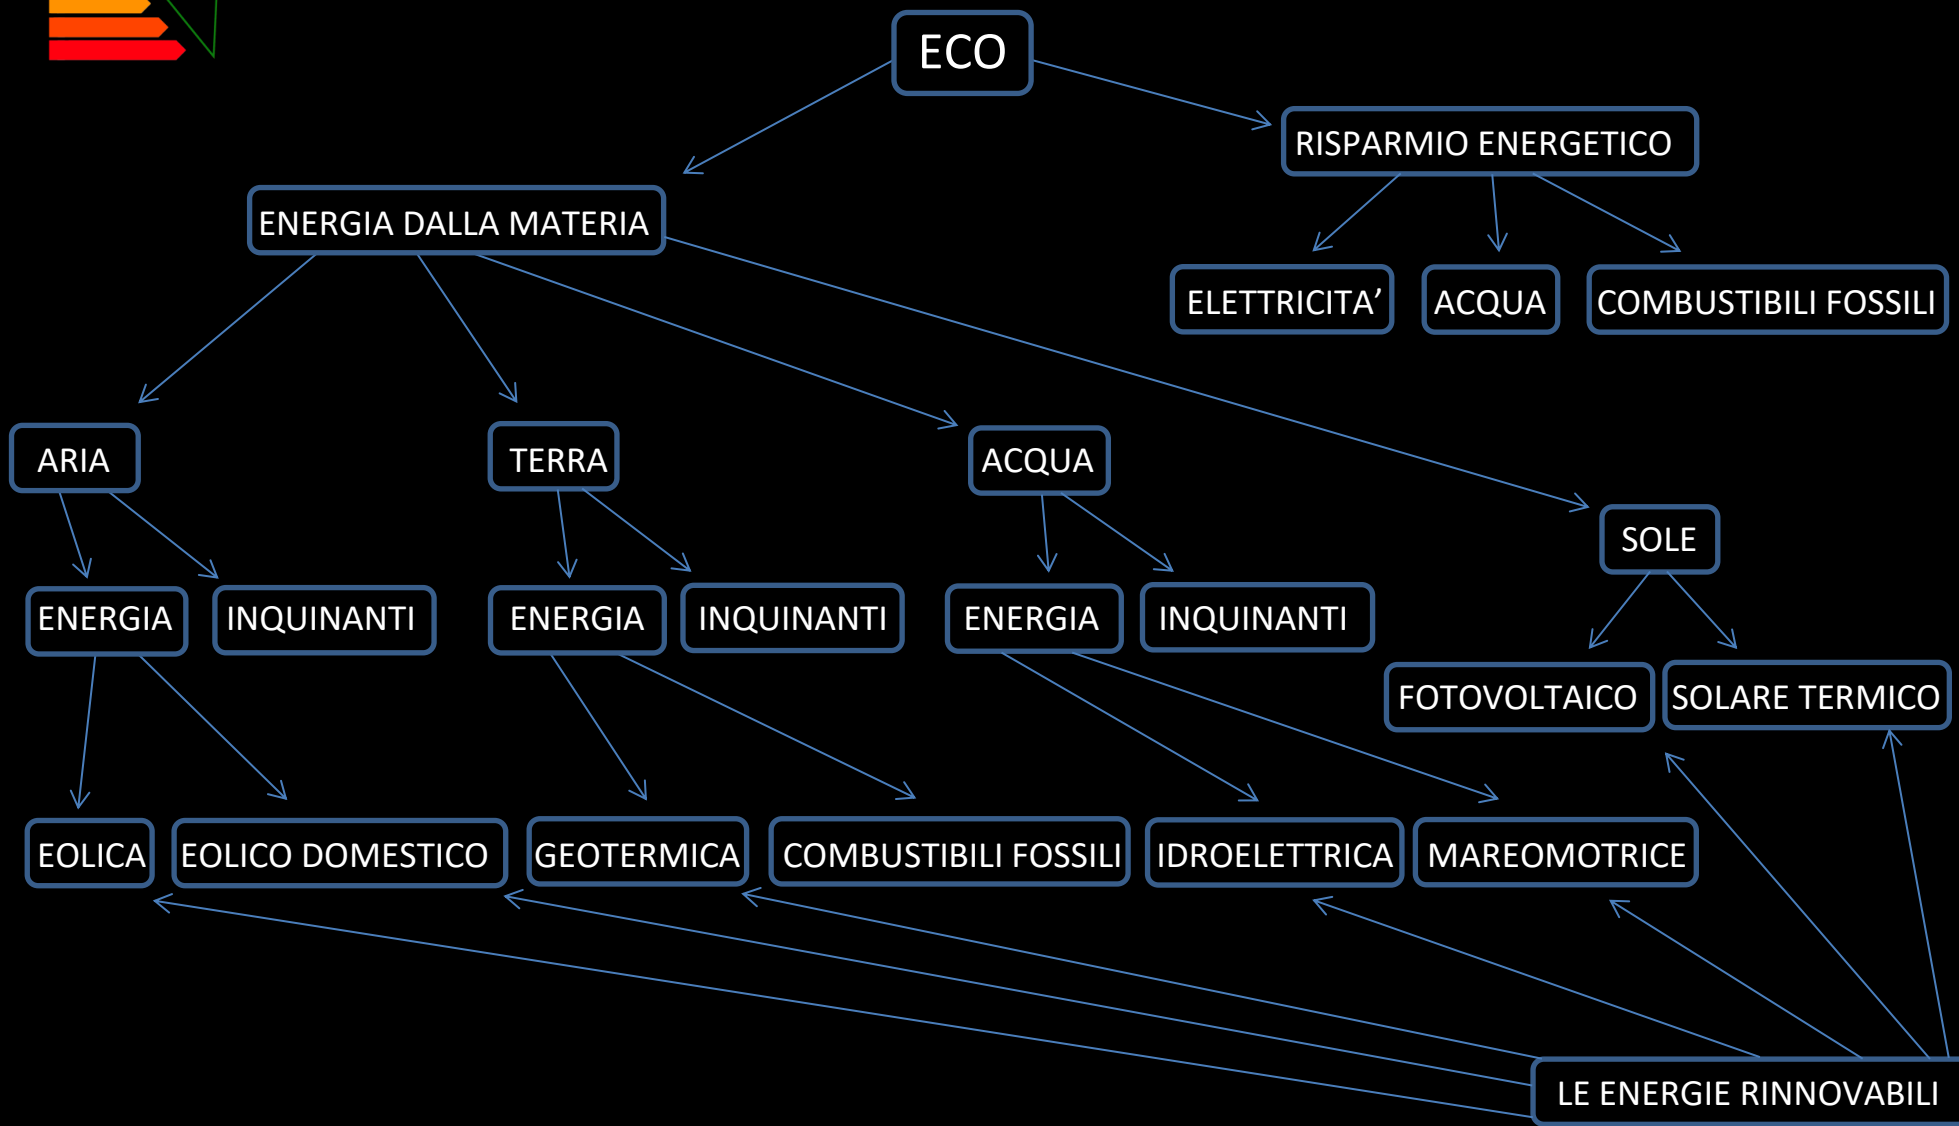 ECO
RISPARMIO ENERGETICO
ENERGIA DALLA MATERIA
ELETTRICITA’
ACQUA
COMBUSTIBILI FOSSILI
ARIA
TERRA
ACQUA
SOLE
ENERGIA
INQUINANTI
ENERGIA
INQUINANTI
ENERGIA
INQUINANTI
FOTOVOLTAICO
SOLARE TERMICO
EOLICA
EOLICO DOMESTICO
GEOTERMICA
COMBUSTIBILI FOSSILI
IDROELETTRICA
MAREOMOTRICE
LE ENERGIE RINNOVABILI